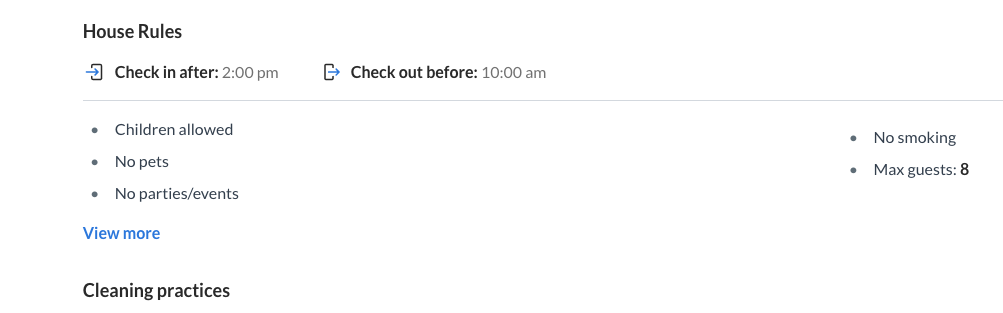 House Rules
Check in after: 2:00 pm
Check out before: 10:00 am
Children allowed
No pets
No parties/events
No smoking
Max guests: 8
View more
Cleaning practices